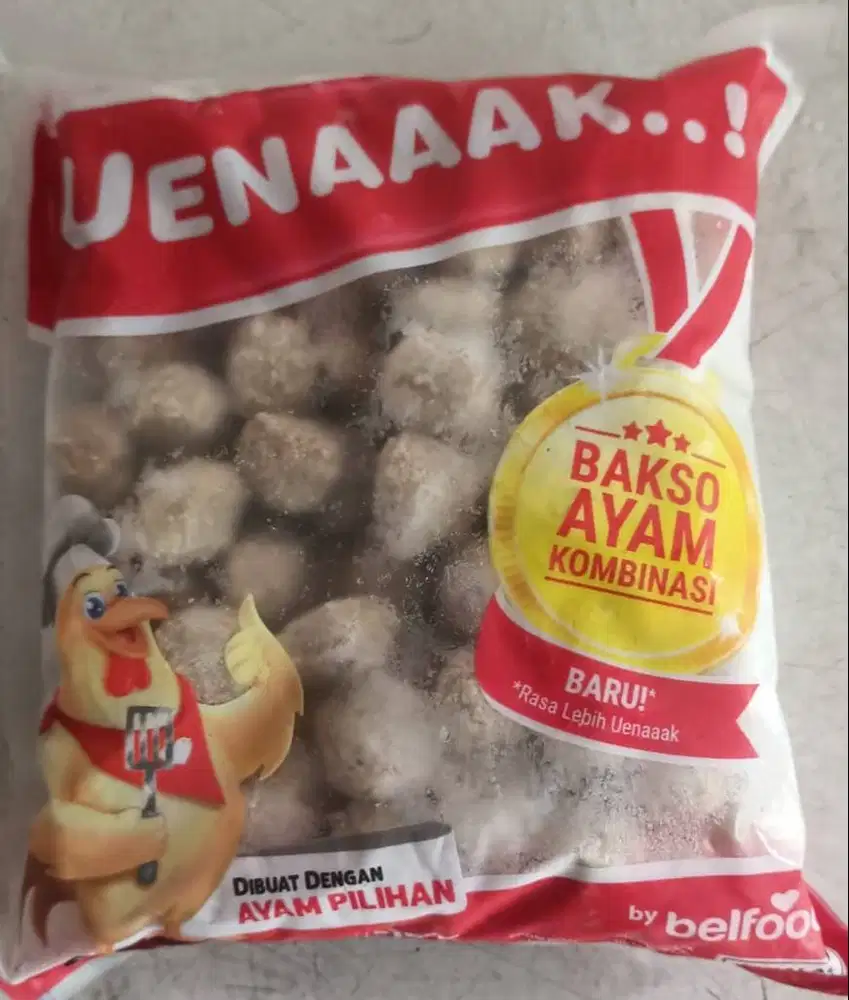 UENAAAK..!
BAKSO
AYAM
KOMBINASI
BARU!*
*Rasa Lebih Uenaaak
DIBUAT DENGAN
AYAM PILIHAN
by belfoo